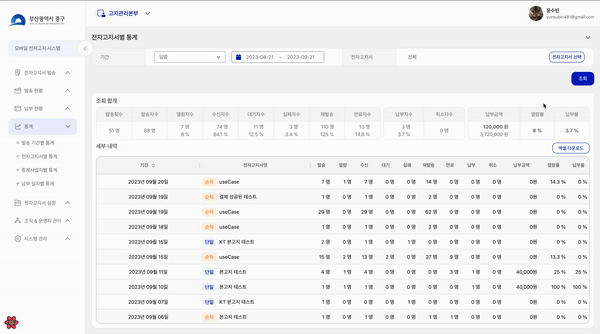 부산광역시 중구
고지관리본부
윤수빈
yunsubin481@gmail.com
모바일 전자고지 시스템
전자고지서 발송
발송 현황
납부 현황
통계
발송 기간별 통계
전자고지서별 통계
중계사업자별 통계
납부 일자별 통계
전자고지서 설정
조직 & 운영자 관리
시스템 관리
전자고지서별 통계
기간 일별 2023-08-21 ~ 2023-09-21 전자고지서 전체 전자고지서 선택
조회
조회 합계
발송횟수 발송자수 열람자수 수신자수 대기자수 실패자수 재발송 만료자수 납부자수 취소자수 납부금액 열람율 납부율
51 명 88 명 7 명 74 명 11 명 3 명 110 명 13 명 3 명 0 명 120,000 원 8 % 3.7 %
8 % 84.1 % 12.5 % 3.4 % 125 % 14.8 % 3.7 % 3,720,000 원
세부 내역
엑셀 다운로드
기간 전자고지서명 발송 열람 수신 대기 실패 재발송 만료 납부 취소 납부금액 열람율 납부율
2023년 09월 20일 순차 useCase 7 명 1 명 7 명 0 명 0 명 14 명 0 명 0 명 0 명 0원 14.3 % 0 %
2023년 09월 19일 순차 결제 성공된 테스트 1 명 0 명 1 명 0 명 0 명 2 명 0 명 0 명 0 명 0원 0 % 0 %
2023년 09월 19일 순차 useCase 29 명 0 명 29 명 0 명 0 명 62 명 0 명 0 명 0 명 0원 0 % 0 %
2023년 09월 18일 순차 useCase 1 명 0 명 1 명 0 명 0 명 2 명 0 명 0 명 0 명 0원 0 % 0 %
2023년 09월 15일 단일 KT 본고지 테스트 2 명 0 명 1 명 0 명 1 명 0 명 0 명 0 명 0 명 0원 0 % 0 %
2023년 09월 15일 순차 useCase 15 명 2 명 13 명 2 명 0 명 27 명 9 명 0 명 0 명 0원 13.3 % 0 %
2023년 09월 11일 단일 본고지 테스트 4 명 1 명 4 명 0 명 0 명 0 명 3 명 1 명 0 명 40,000원 25 % 25 %
2023년 09월 10일 단일 본고지 테스트 1 명 1 명 1 명 0 명 0 명 0 명 0 명 1 명 0 명 40,000원 100 % 100 %
2023년 09월 07일 단일 KT 본고지 테스트 1 명 0 명 0 명 0 명 1 명 0 명 0 명 0 명 0 명 0원 0 % 0 %
2023년 09월 06일 순차 본고지 테스트 1 명 0 명 1 명 0 명 0 명 1 명 0 명 0 명 0 명 0원 0 % 0 %